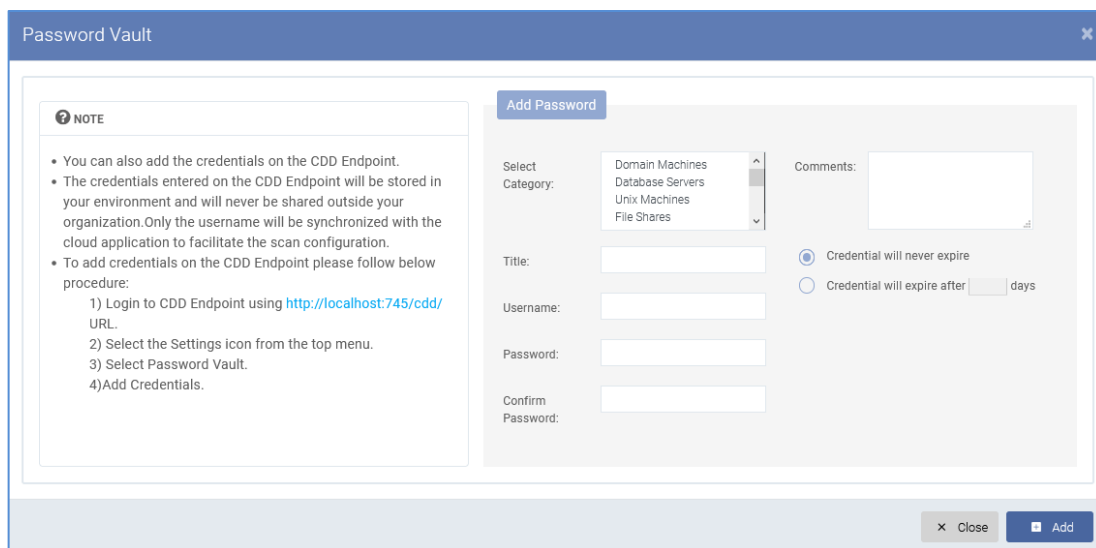 Password Vault
NOTE
• You can also add the credentials on the CDD Endpoint.
• The credentials entered on the CDD Endpoint will be stored in
your environment and will never be shared outside your
organization.Only the username will be synchronized with the
cloud application to facilitate the scan configuration.
• To add credentials on the CDD Endpoint please follow below
procedure:
1) Login to CDD Endpoint using http://localhost:745/cdd/
URL.
2) Select the Settings icon from the top menu.
3) Select Password Vault.
4)Add Credentials.
Add Password
Select
Category:
Domain Machines
Database Servers
Unix Machines
File Shares
Title:
Username:
Password:
Confirm
Password:
Comments:
Credential will never expire
Credential will expire after days
Close
Add